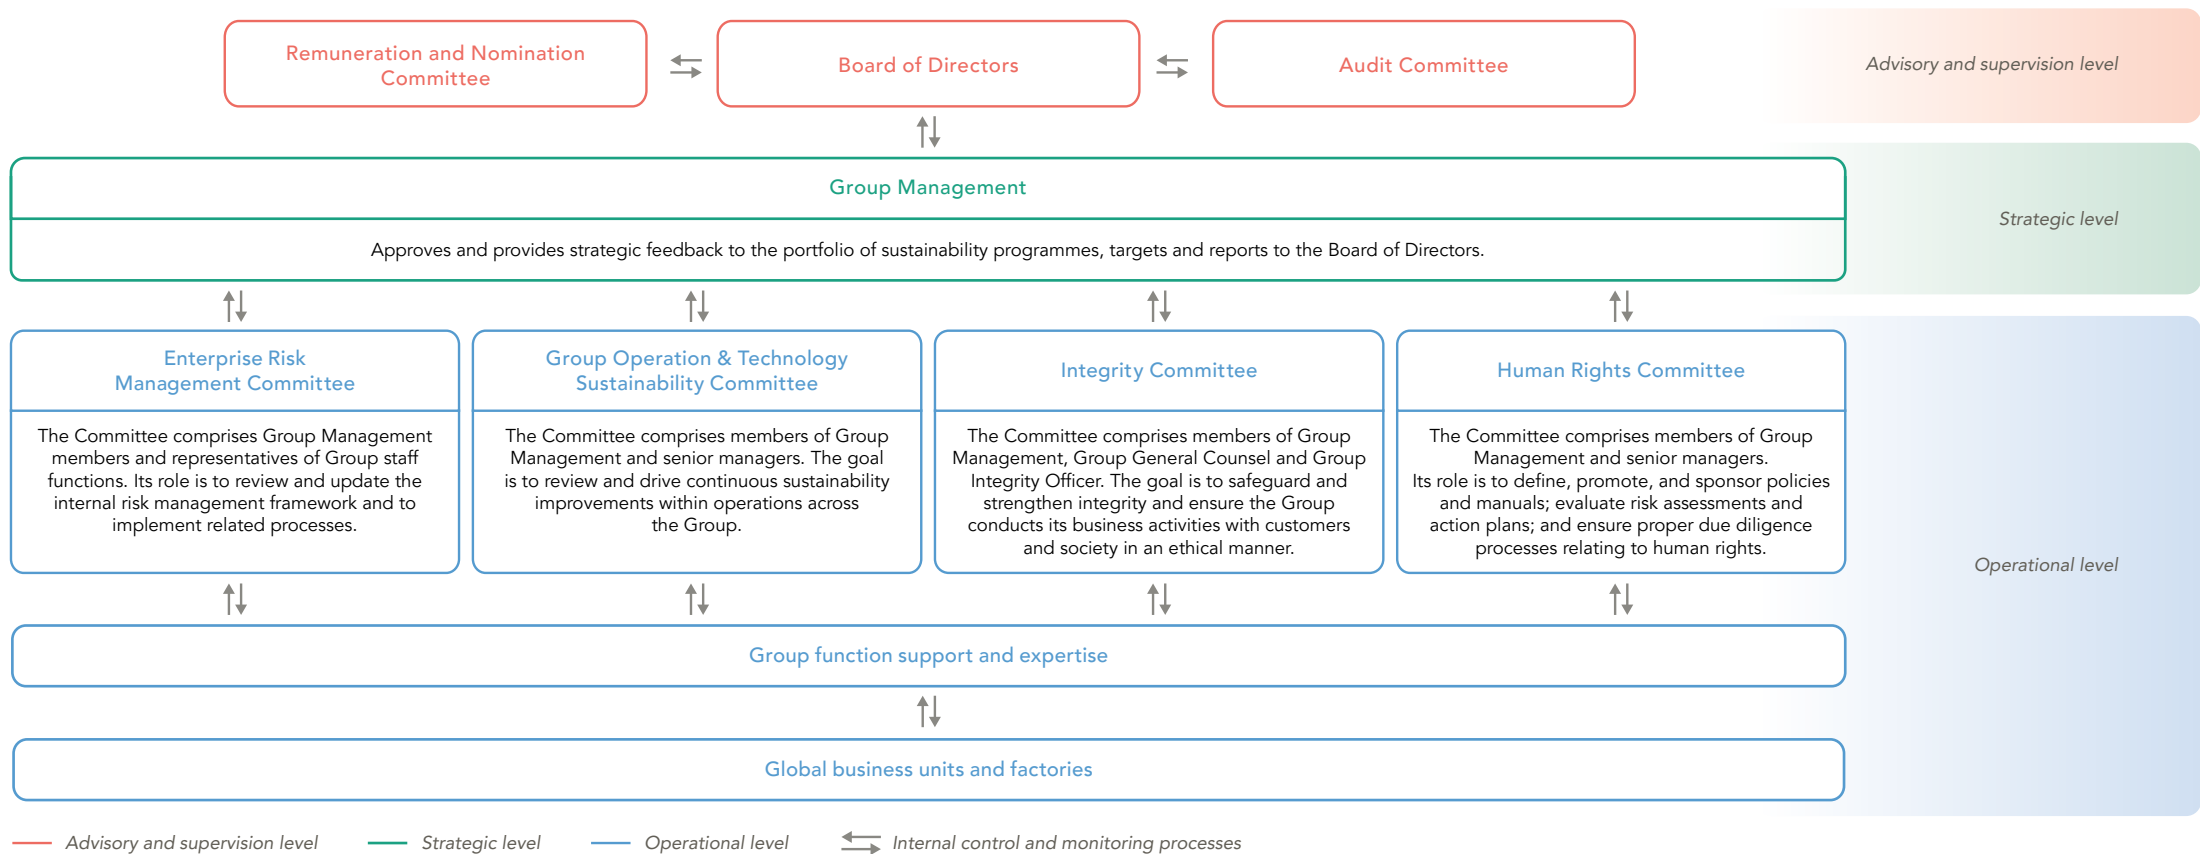 Remuneration and Nomination
Committee
Board of Directors
Audit Committee
Advisory and supervision level
Group Management
Approves and provides strategic feedback to the portfolio of sustainability programmes, targets and reports to the Board of Directors.
Strategic level
Enterprise Risk
Management Committee
The Committee comprises Group Management
members and representatives of Group staff
functions. Its role is to review and update the
internal risk management framework and to
implement related processes.
Group Operation & Technology
Sustainability Committee
The Committee comprises members of Group
Management and senior managers. The goal
is to review and drive continuous sustainability
improvements within operations across
the Group.
Integrity Committee
The Committee comprises members of Group
Management, Group General Counsel and Group
Integrity Officer. The goal is to safeguard and
strengthen integrity and ensure the Group
conducts its business activities with customers
and society in an ethical manner.
Human Rights Committee
The Committee comprises members of Group
Management and senior managers.
Its role is to define, promote, and sponsor policies
and manuals; evaluate risk assessments and
action plans; and ensure proper due diligence
processes relating to human rights.
Operational level
Group function support and expertise
Global business units and factories
Advisory and supervision level
Strategic level
Operational level
Internal control and monitoring processes